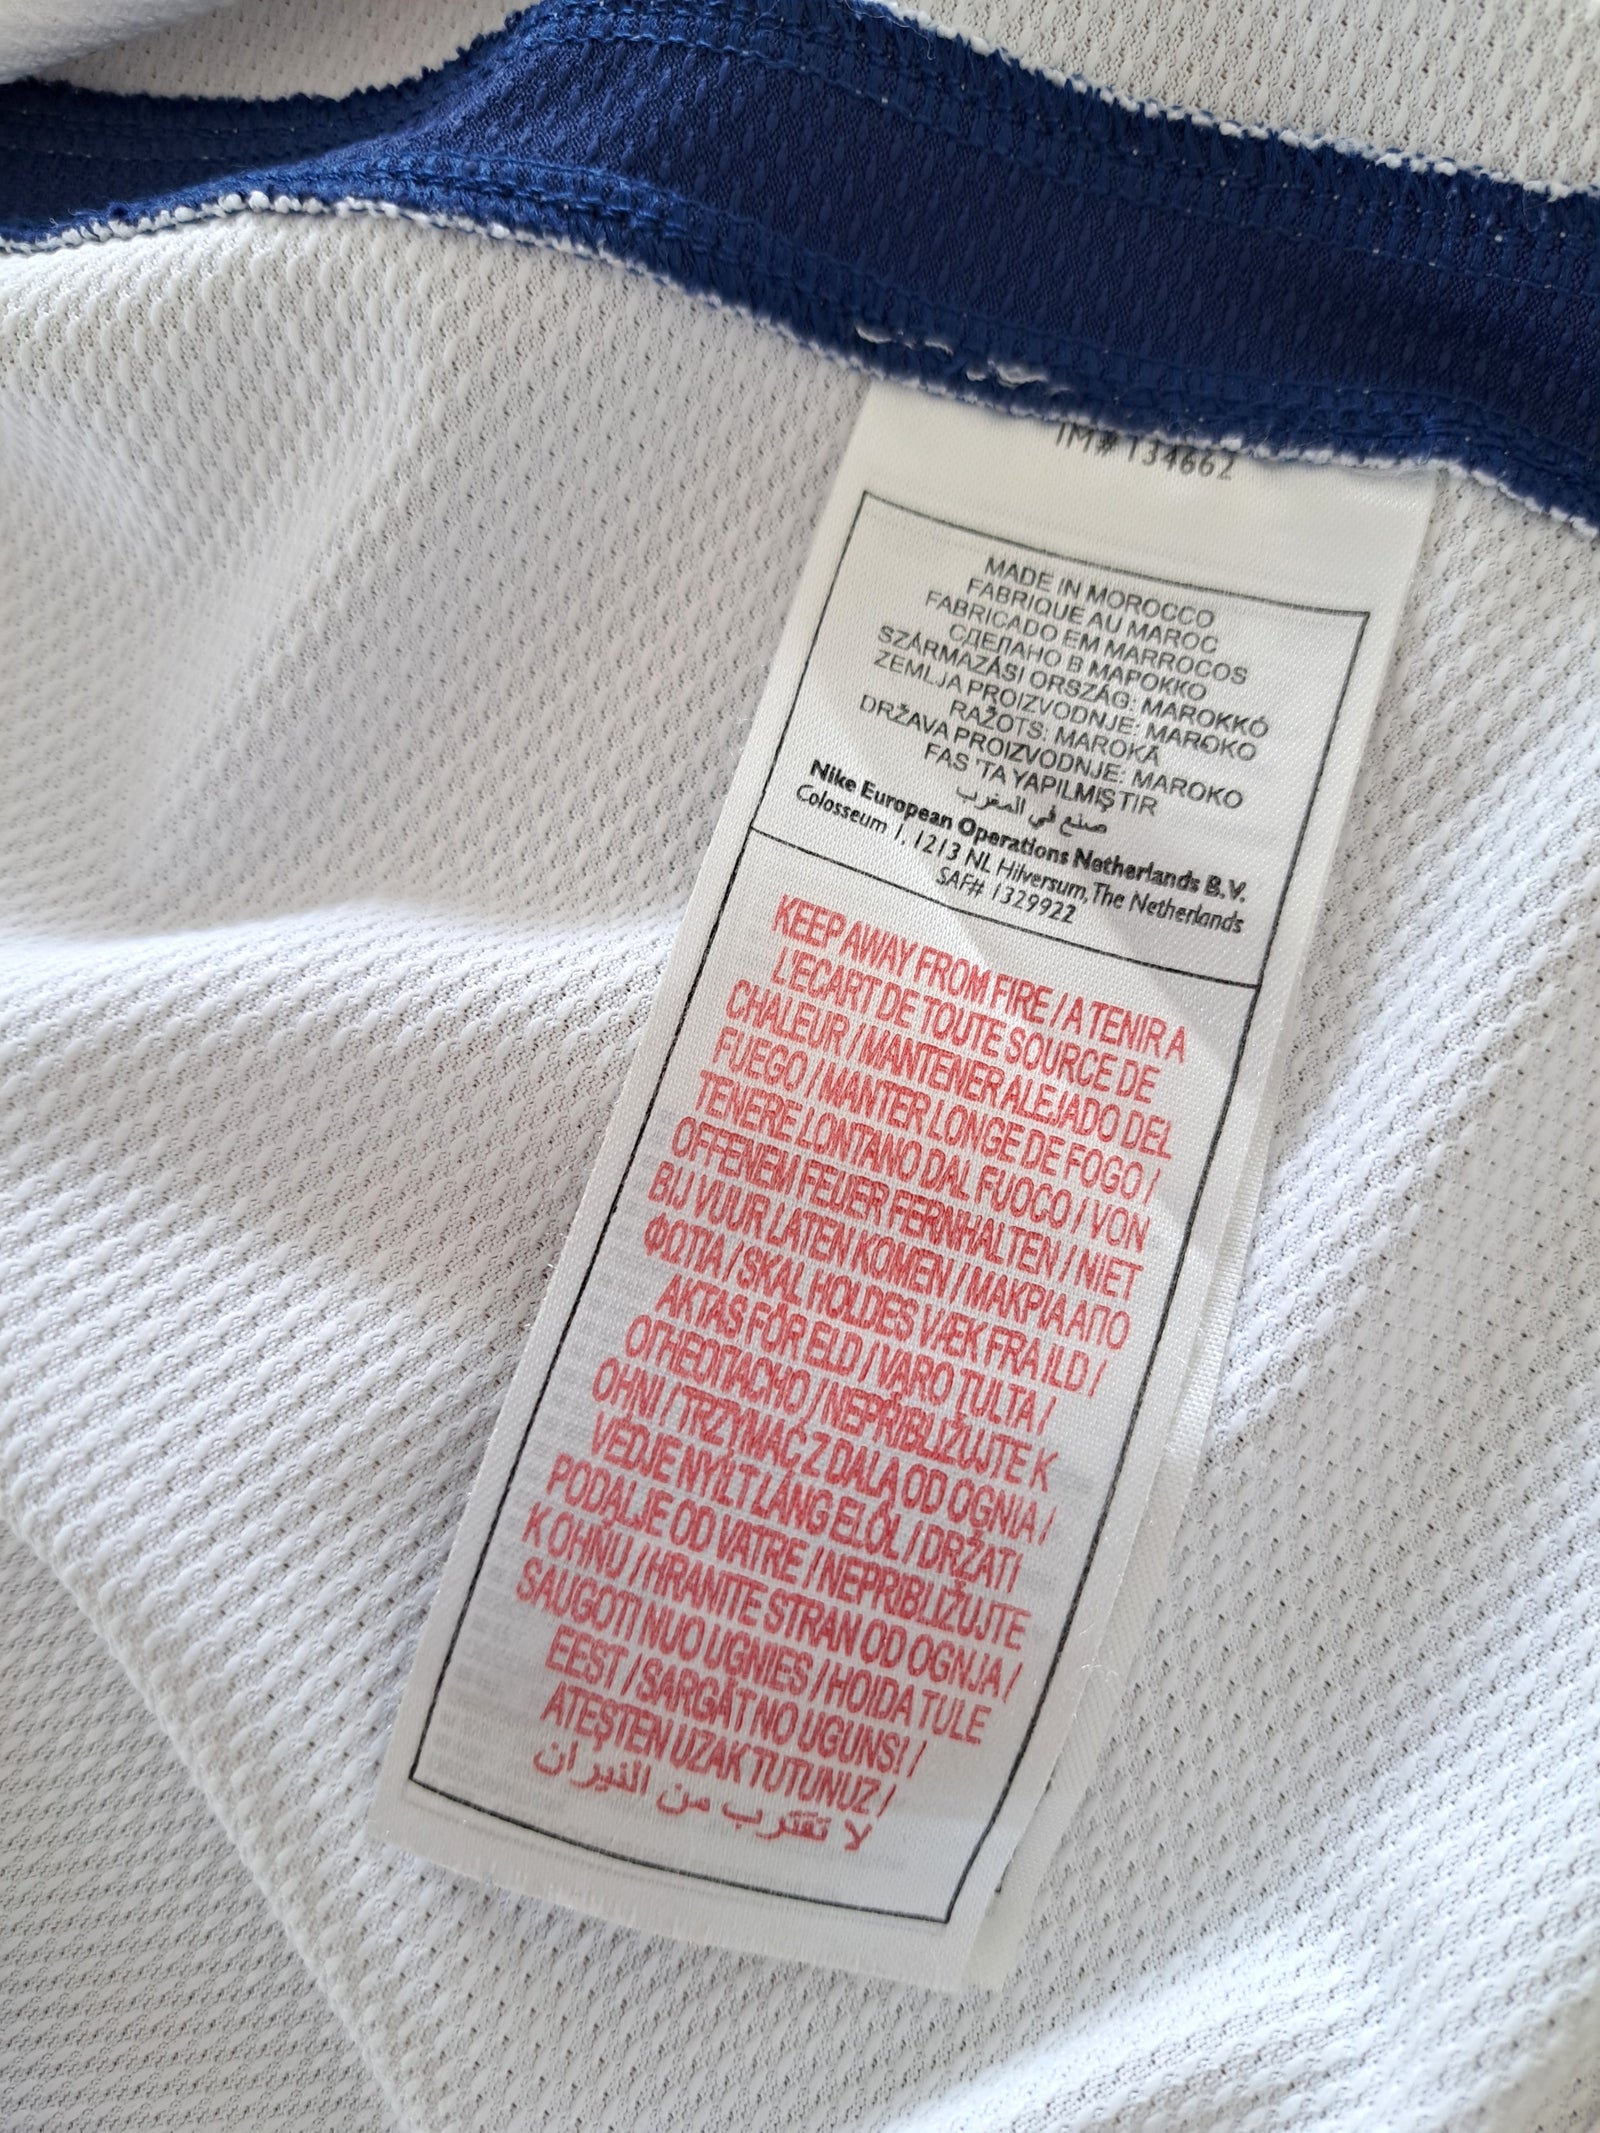 IM# 134662
MADE IN MOROCCO
FABRIQUE AU MAROC
FABRICADO EM MARROCOS
СДЕЛАНО В МАРОККО
SZÁRMAZÁSI ORSZÁG: MAROKKÓ
ZEMLJA PROIZVODNJE: MAROKO
RAŽOTS: MAROKĀ
DRŽAVA PROIZVODNJE: MAROKO
FAS 'TA YAPILMIŞTIR
صنع في المغرب
Nike European Operations Netherlands B.V.
Colosseum 1, 1213 NL Hilversum, The Netherlands
SAF# 1329922
KEEP AWAY FROM FIRE / A TENIR A
L'ECART DE TOUTE SOURCE DE
CHALEUR / MANTENER ALEJADO DEL
FUEGO / MANTER LONGE DE FOGO /
TENERE LONTANO DAL FUOCO / VON
OFFENEM FEUER FERNHALTEN / NIET
BIJ VUUR LATEN KOMEN / ΜΑΚΡΙΑ ΑΠΟ
ΦΩΤΙΑ / SKAL HOLDES VÆK FRA ILD /
AKTAS FÖR ELD / VARO TULTA /
ОГНЕОПАСНО / NEPŘIBLIŽUJTE K
OHNI / TRZYMAĆ Z DALA OD OGNIA /
VÉDJE NYÍLT LÁNG ELŐL / DRŽATI
PODALJE OD VATRE / NEPRIBLIŽUJTE
K OHŇU / HRANITE STRAN OD OGNJA /
SAUGOTI NUO UGNIES / HOIDA TULE
EEST / SARGĀT NO UGUNS! /
ATEŞTEN UZAK TUTUNUZ /
لا تقترب من النيران